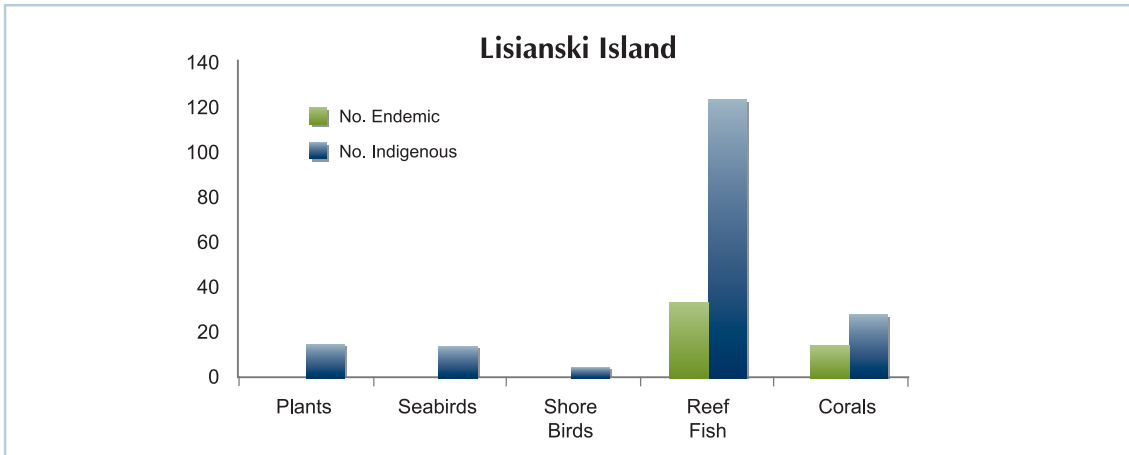 Lisianski Island
140
120
100
80
60
40
20
0
No. Endemic
No. Indigenous
Plants
Seabirds
Shore
Birds
Reef
Fish
Corals